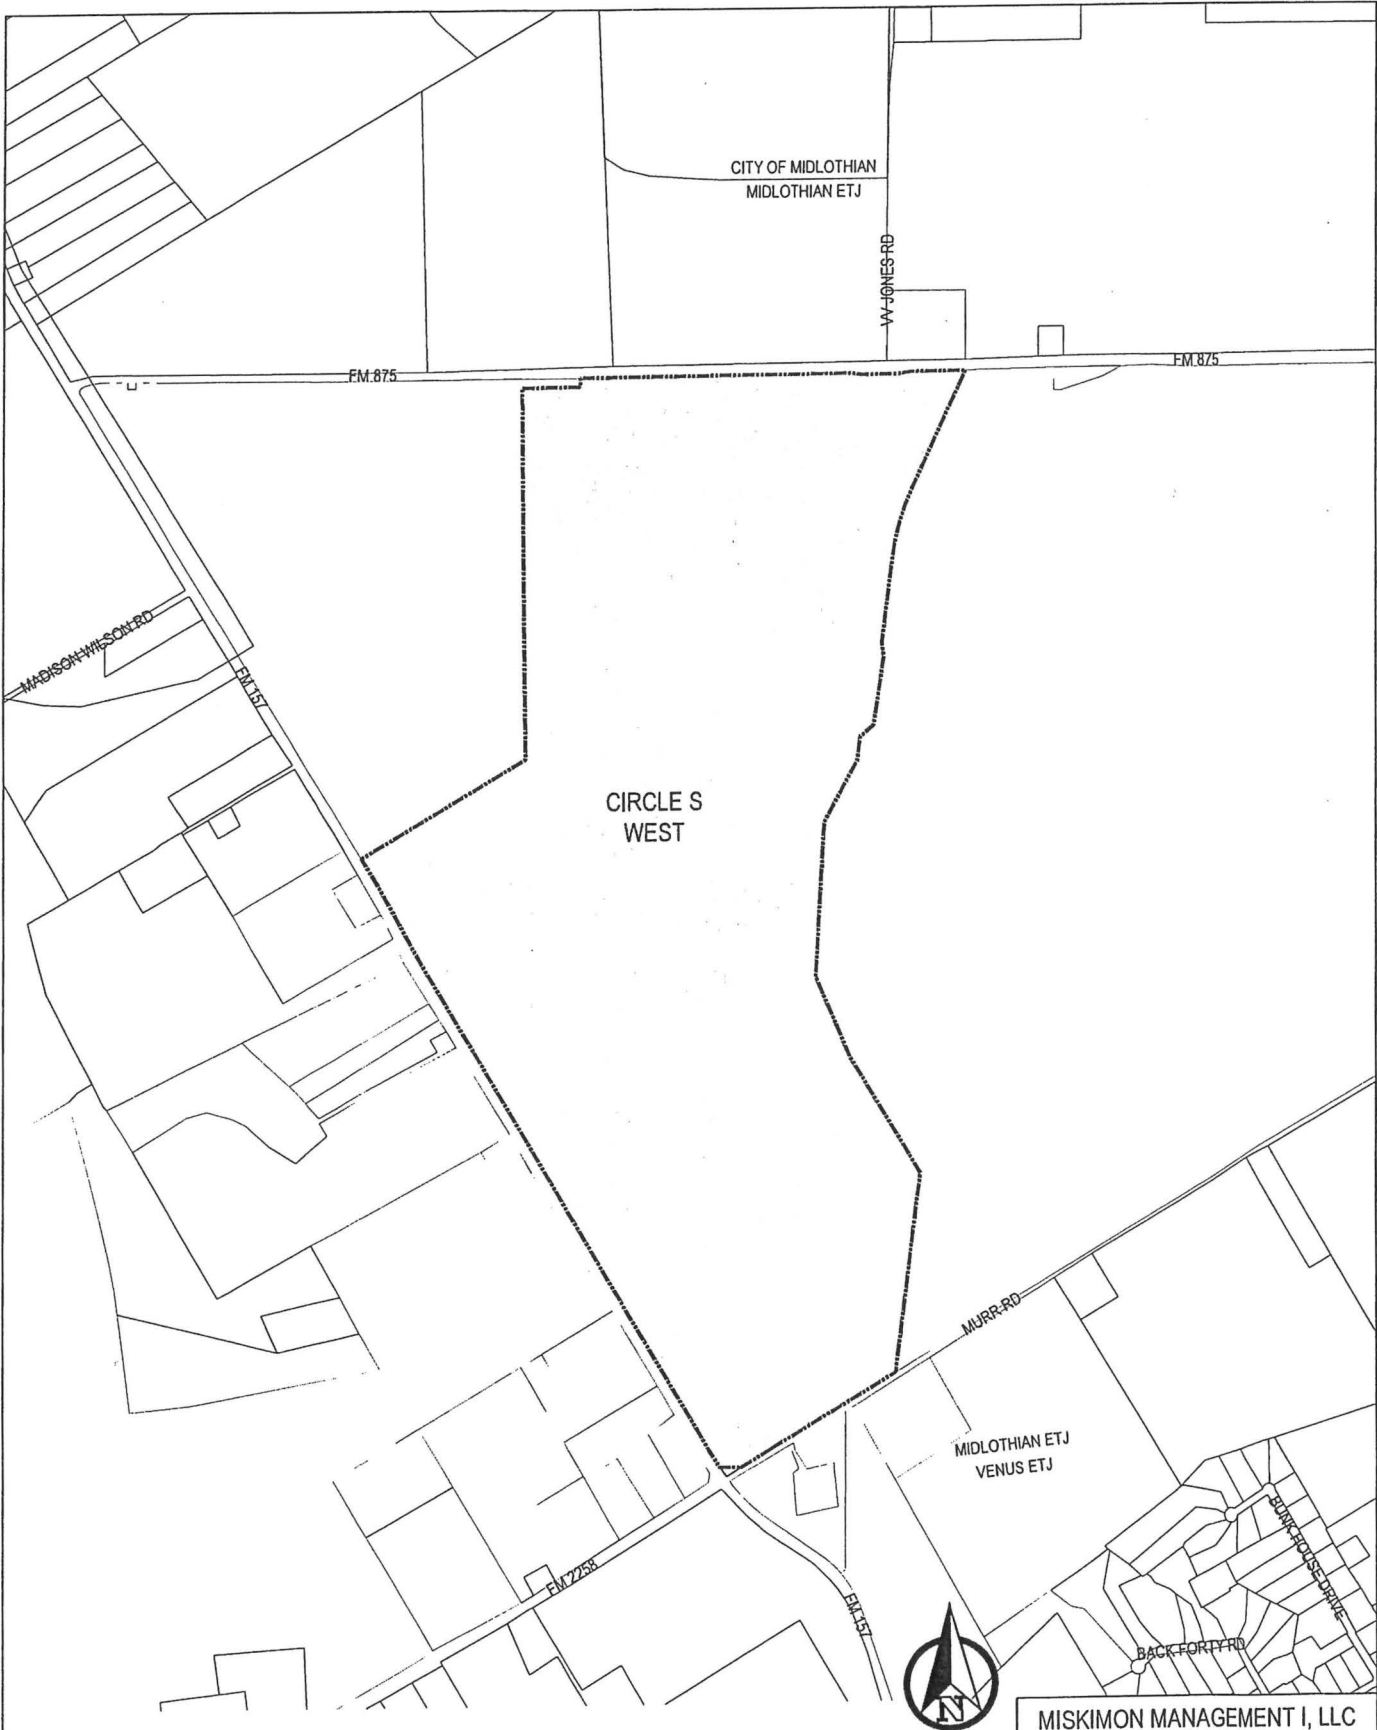 CITY OF MIDLOTHIAN
MIDLOTHIAN ETJ
VV JONES RD
FM 875
FM 875
MADISON WILSON RD
FM 157
CIRCLE S
WEST
MURR RD
MIDLOTHIAN ETJ
VENUS ETJ
BUNK HOUSE DRIVE
FM 2258
FM 157
BACK FORTY RD
N
MISKIMON MANAGEMENT I, LLC